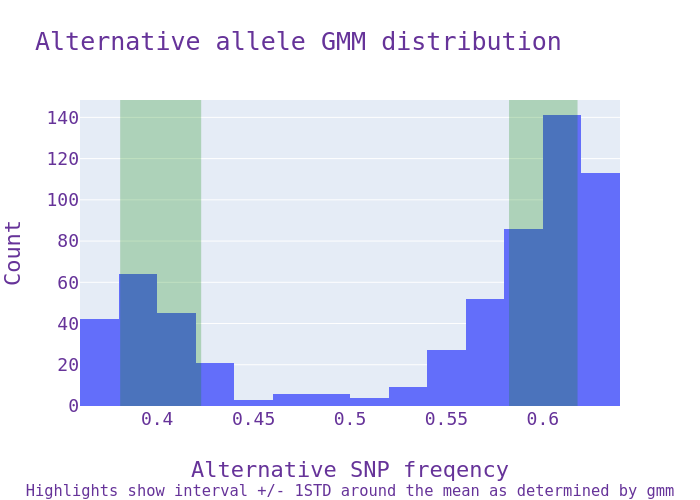 Alternative allele GMM distribution
140
120
100
80
60
40
20
0
Count
0.4 0.45 0.5 0.55 0.6
Alternative SNP freqency
Highlights show interval +/- 1STD around the mean as determined by gmm